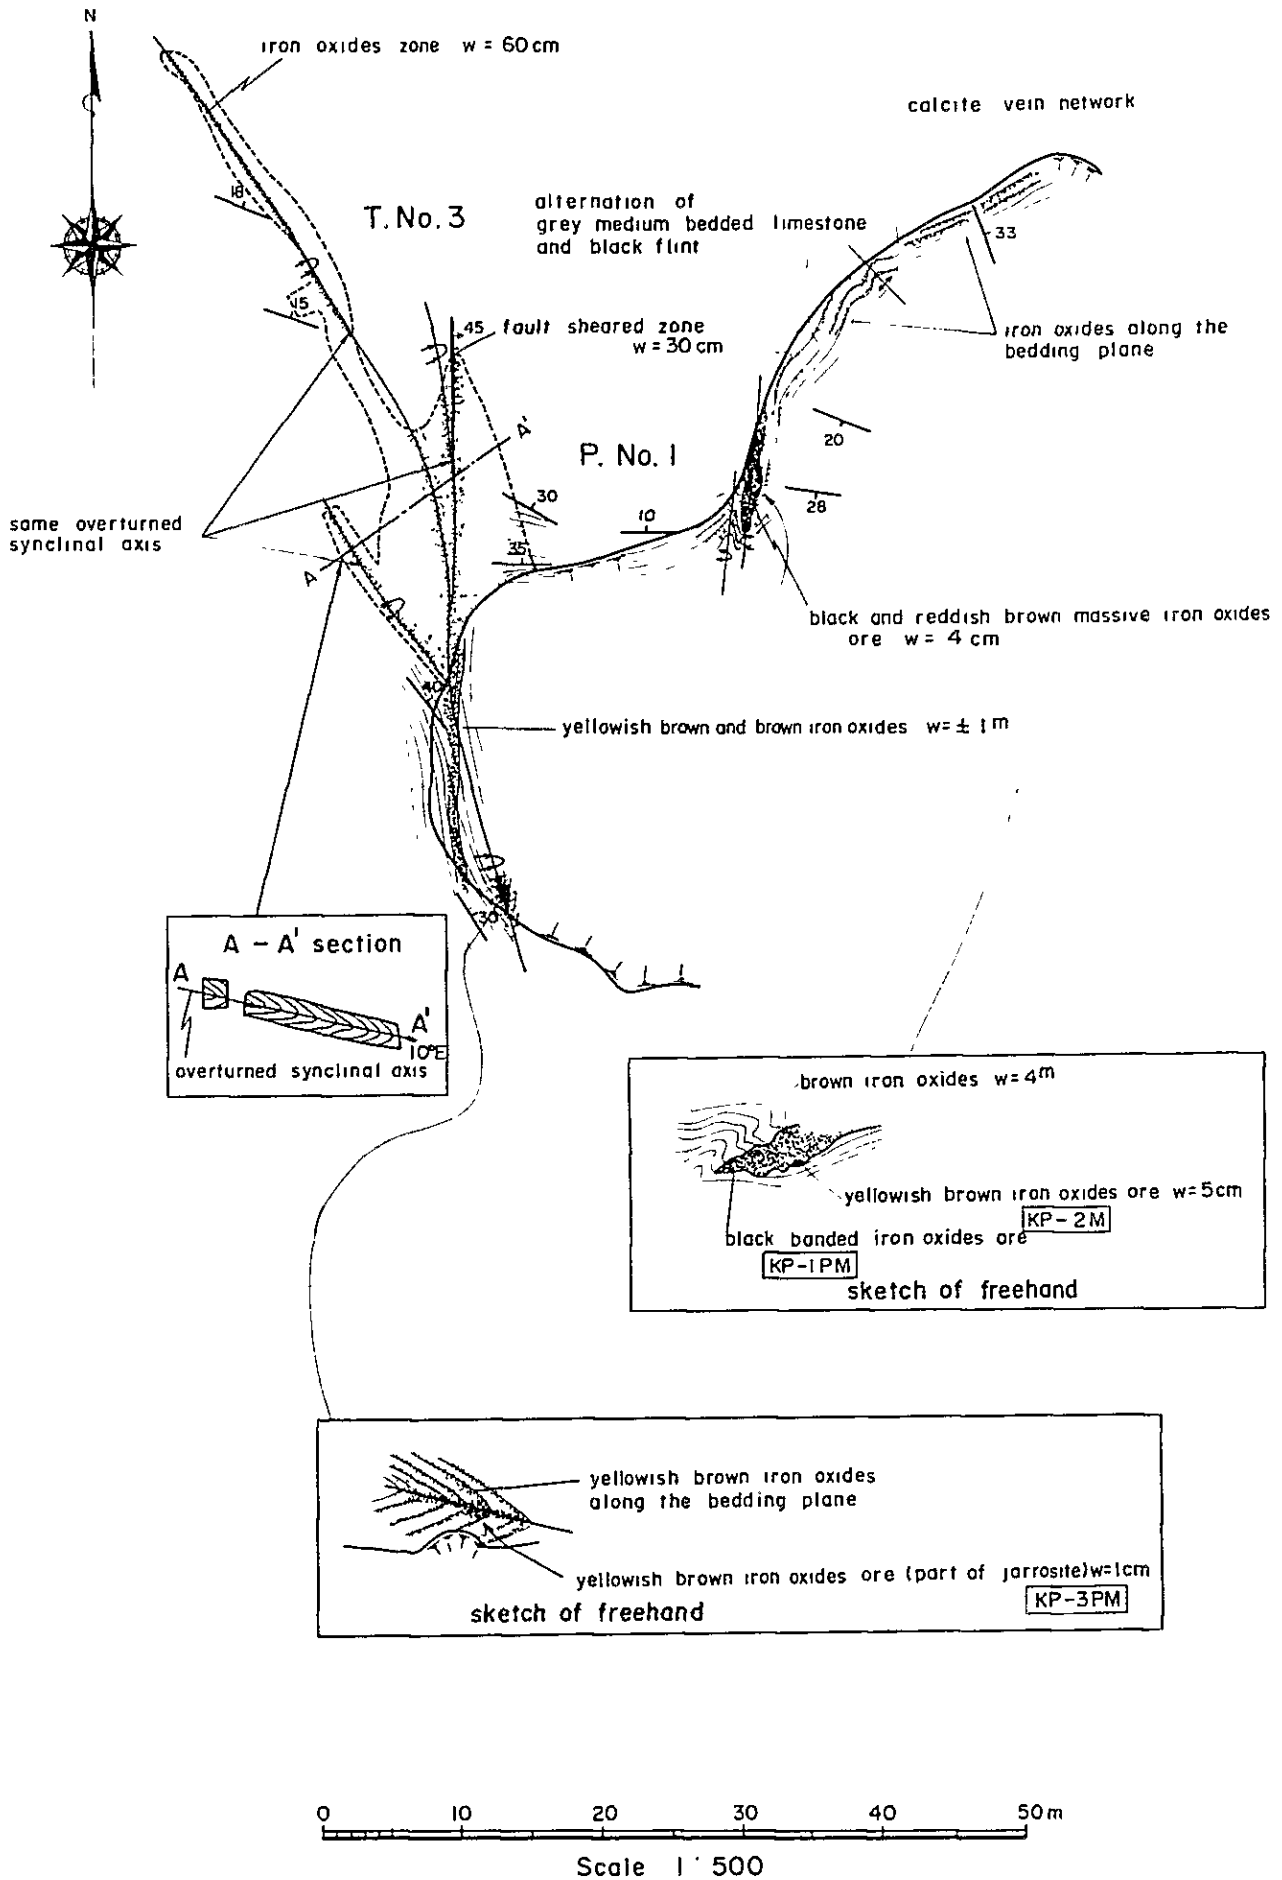 N
iron oxides zone w = 60cm
calcite vein network
18
T. No. 3
alternation of
grey medium bedded limestone
and black flint
33
15
45
fault sheared zone
w = 30cm
iron oxides along the
bedding plane
A'
P. No. 1
20
30
28
10
same overturned
synclinal axis
35
A
black and reddish brown massive iron oxides
ore w = 4 cm
40
yellowish brown and brown iron oxides w= ± 1m
30
A - A' section
A
A'
10°E
overturned synclinal axis
brown iron oxides w=4m
yellowish brown iron oxides ore w=5cm
KP-2M
black banded iron oxides ore
KP-1PM
sketch of freehand
yellowish brown iron oxides
along the bedding plane
yellowish brown iron oxides ore (part of jarrosite)w=1cm
KP-3PM
sketch of freehand
0 10 20 30 40 50m
Scale 1 : 500